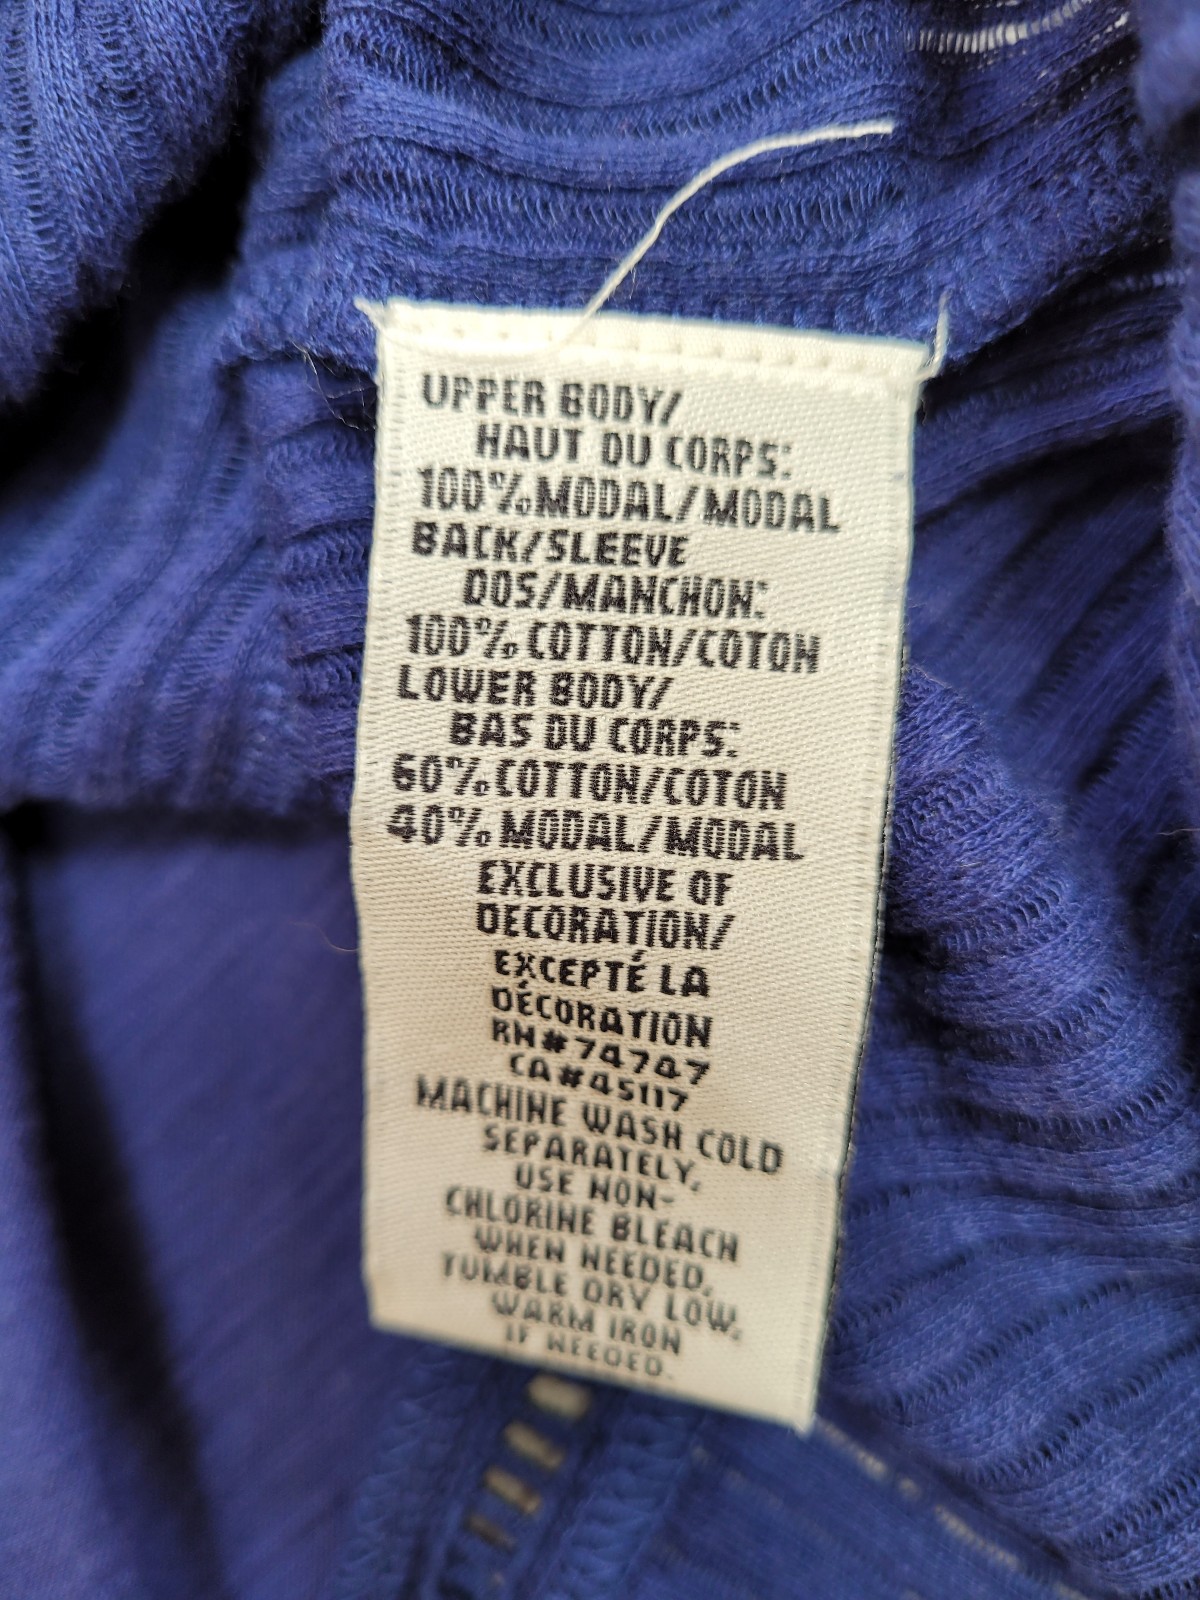 UPPER BODY/
HAUT DU CORPS:
100% MODAL/MODAL
BACK/SLEEVE
DOS/MANCHON:
100% COTTON/COTON
LOWER BODY/
BAS DU CORPS:
60% COTTON/COTON
40% MODAL/MODAL
EXCLUSIVE OF
DECORATION/
EXCEPTÉ LA
DÉCORATION
RN#74747
CA#45117
MACHINE WASH COLD
SEPARATELY,
USE NON-
CHLORINE BLEACH
WHEN NEEDED,
TUMBLE DRY LOW,
WARM IRON
IF NEEDED.